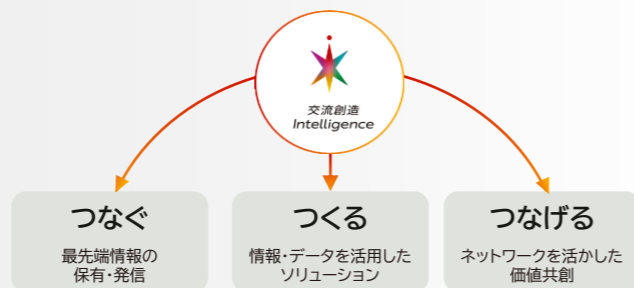 交流創造
Intelligence
つなぐ
最先端情報の
保有・発信
つくる
情報・データを活用した
ソリューション
つなげる
ネットワークを活かした
価値共創